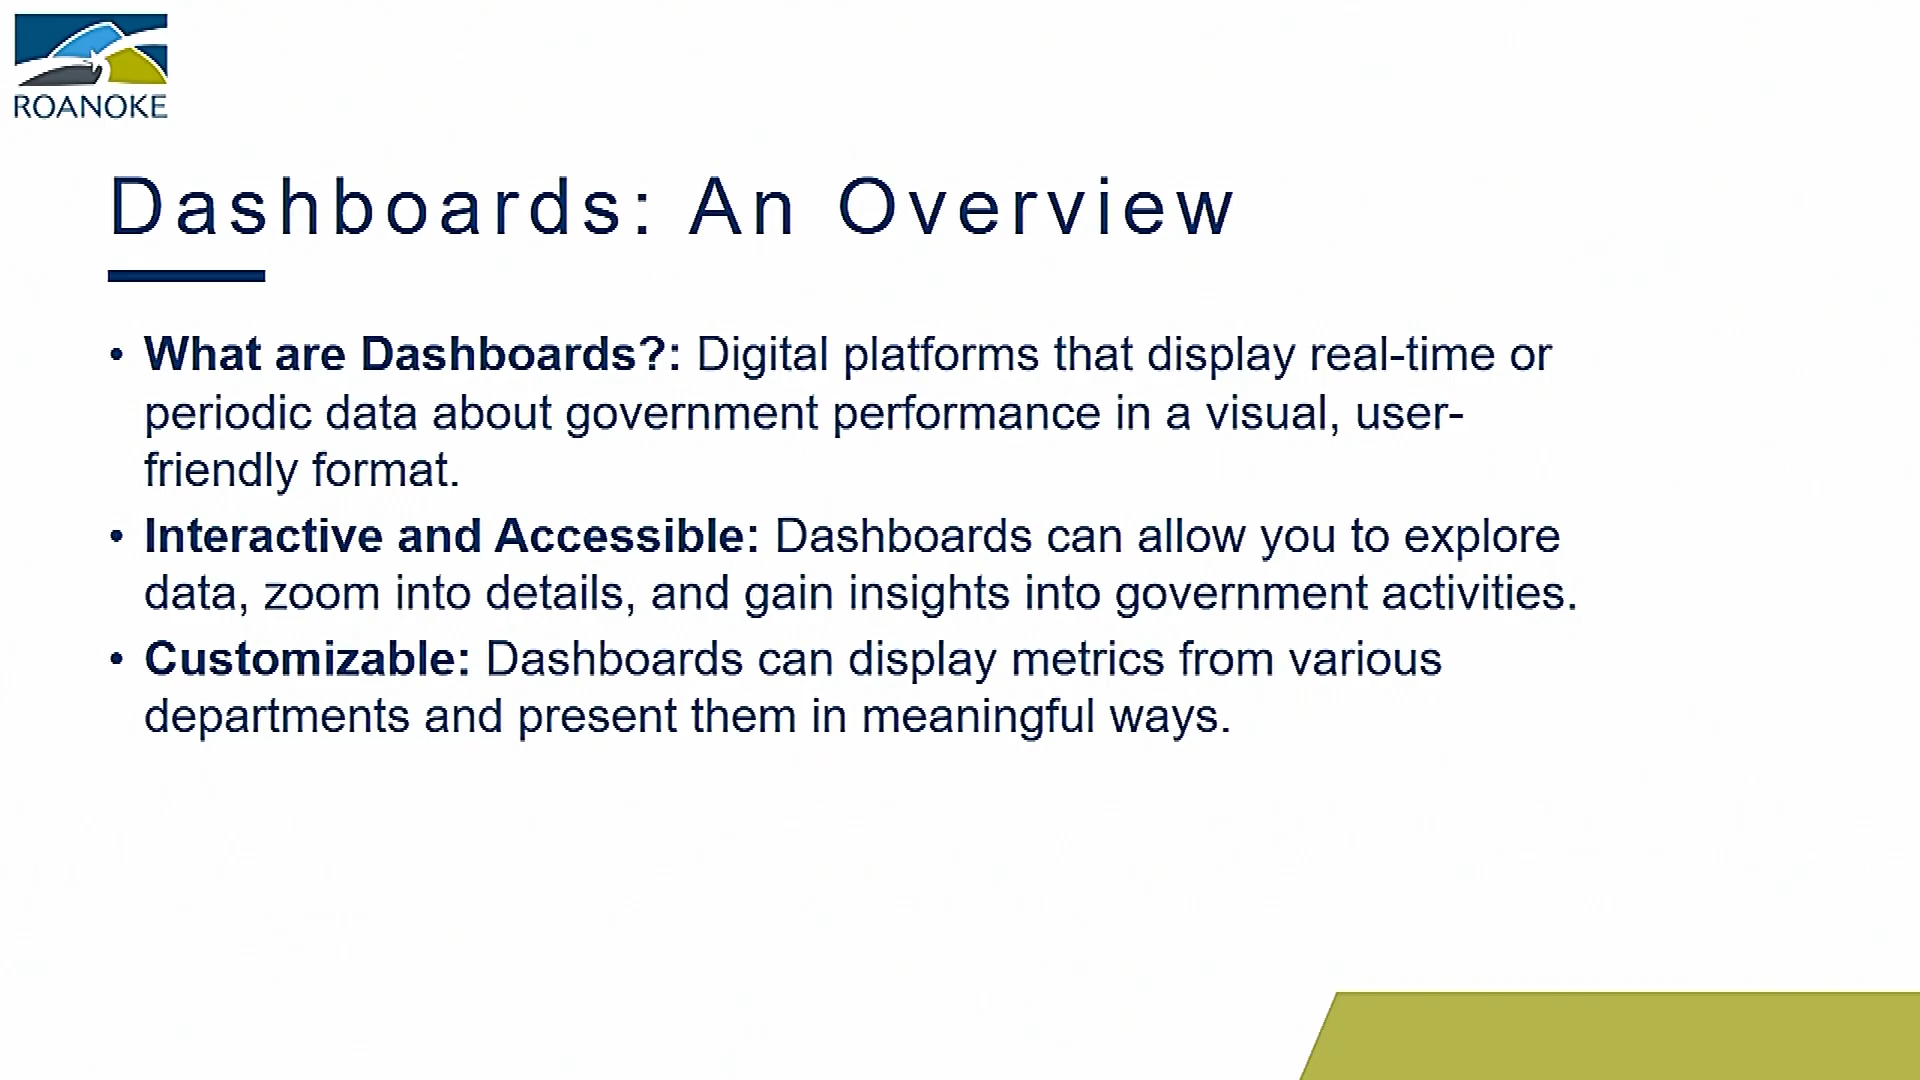 ROANOKE
Dashboards: An Overview
• What are Dashboards?: Digital platforms that display real-time or
periodic data about government performance in a visual, user-
friendly format.
• Interactive and Accessible: Dashboards can allow you to explore
data, zoom into details, and gain insights into government activities.
• Customizable: Dashboards can display metrics from various
departments and present them in meaningful ways.